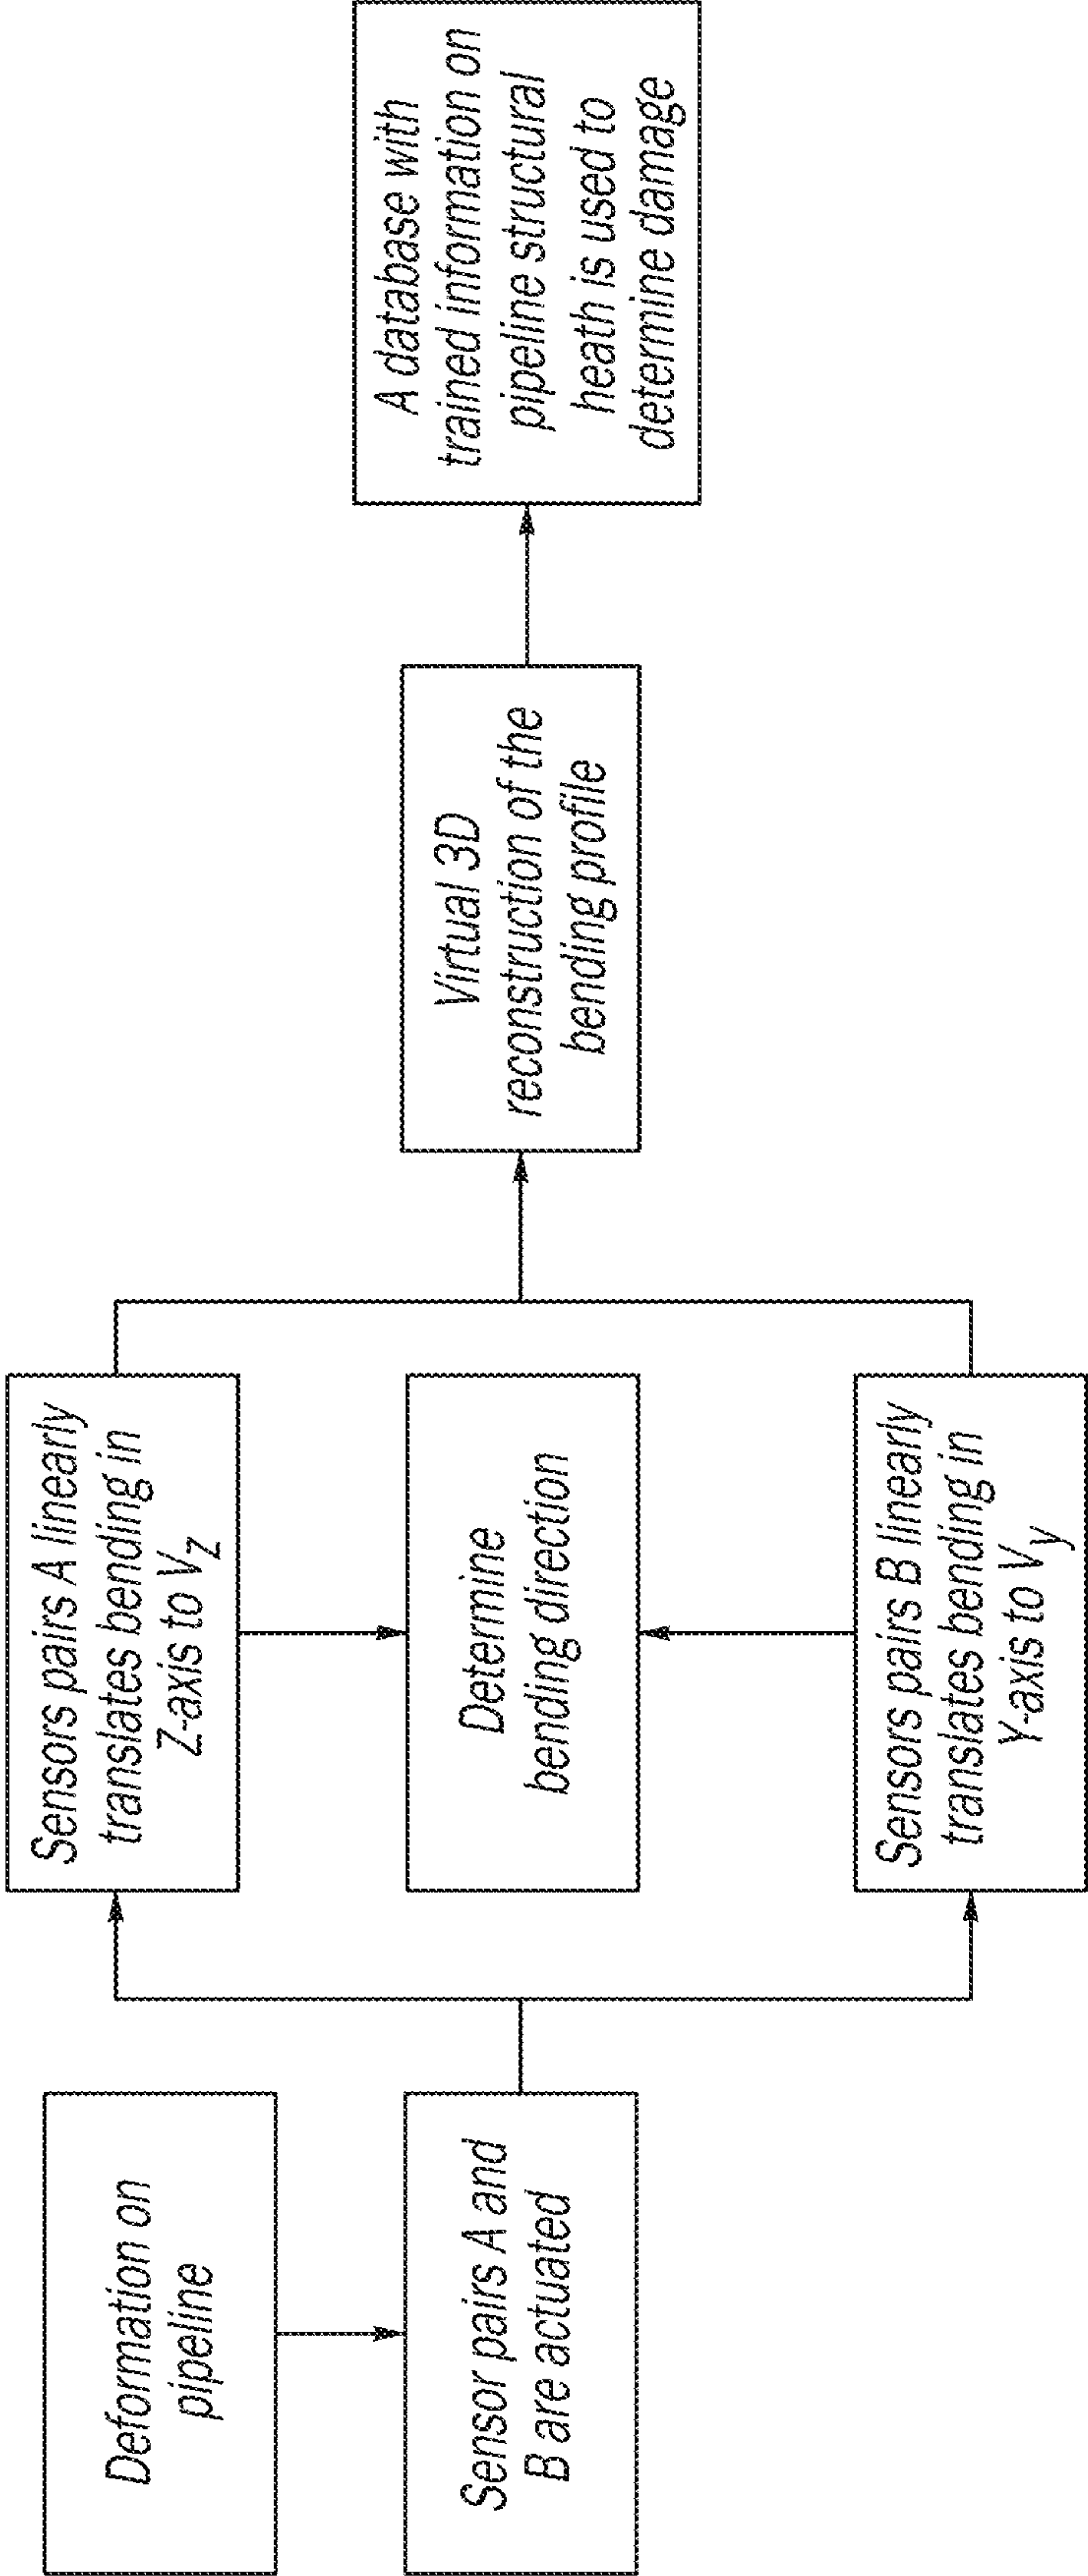 Deformation on
pipeline
Sensor pairs A and
B are actuated
Sensors pairs A linearly
translates bending in
Z-axis to V_z
Determine
bending direction
Sensors pairs B linearly
translates bending in
Y-axis to V_y
Virtual 3D
reconstruction of the
bending profile
A database with
trained information on
pipeline structural
heath is used to
determine damage